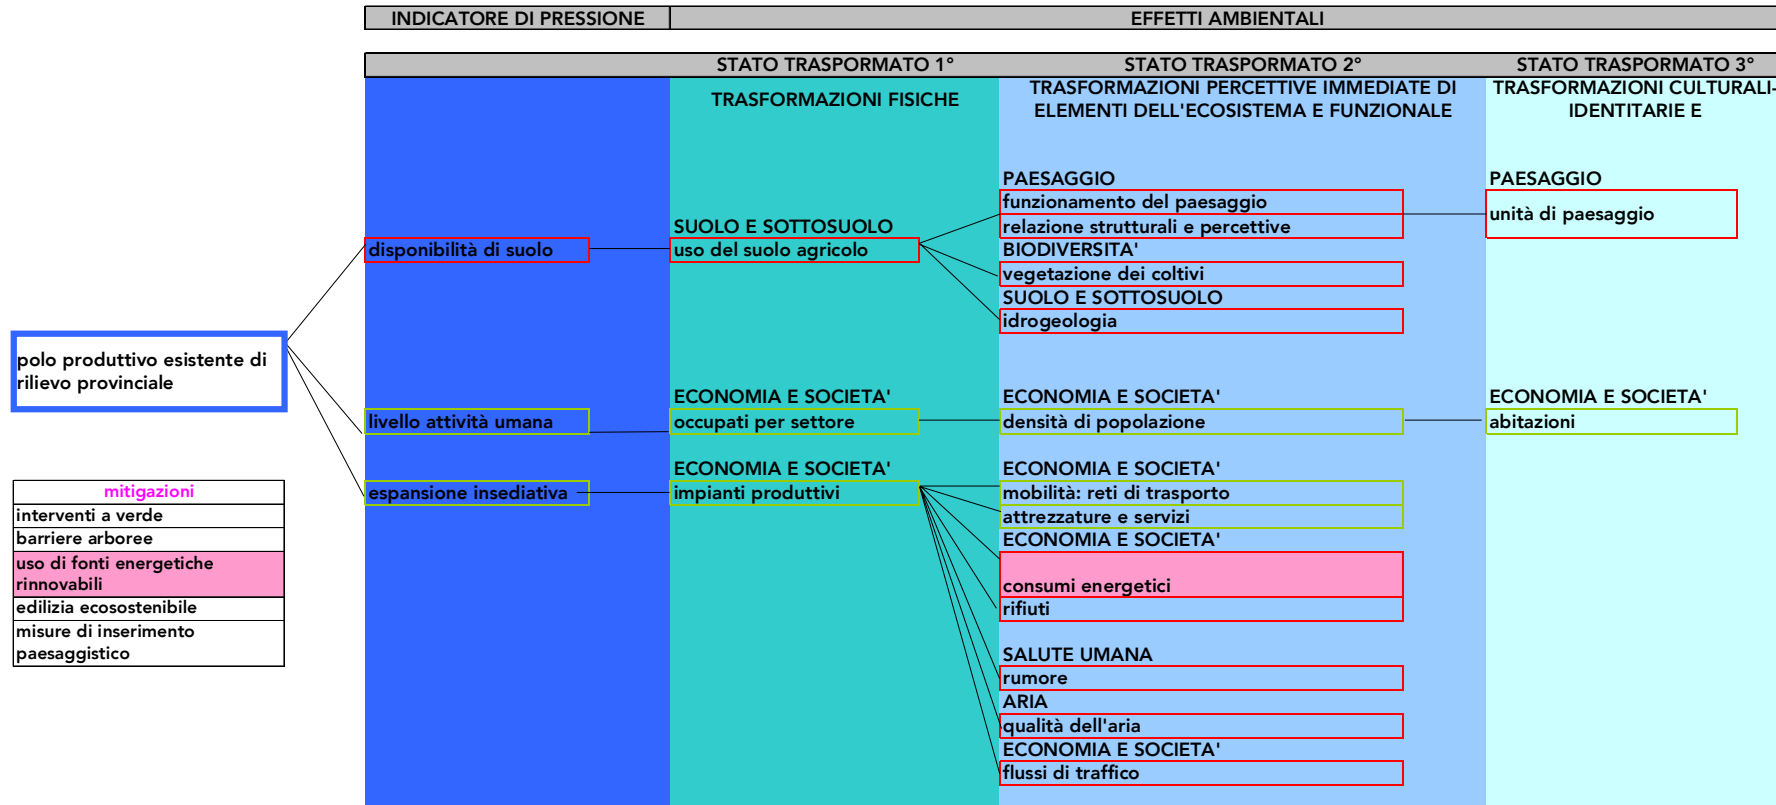 INDICATORE DI PRESSIONE
EFFETTI AMBIENTALI
STATO TRASPORMATO 1°
STATO TRASPORMATO 2°
STATO TRASPORMATO 3°
TRASFORMAZIONI FISICHE
TRASFORMAZIONI PERCETTIVE IMMEDIATE DI
ELEMENTI DELL'ECOSISTEMA E FUNZIONALE
TRASFORMAZIONI CULTURALI-
IDENTITARIE E
polo produttivo esistente di
rilievo provinciale
disponibilità di suolo
SUOLO E SOTTOSUOLO
uso del suolo agricolo
PAESAGGIO
funzionamento del paesaggio
relazione strutturali e percettive
BIODIVERSITA'
vegetazione dei coltivi
SUOLO E SOTTOSUOLO
idrogeologia
PAESAGGIO
unità di paesaggio
livello attività umana
ECONOMIA E SOCIETA'
occupati per settore
ECONOMIA E SOCIETA'
densità di popolazione
ECONOMIA E SOCIETA'
abitazioni
espansione insediativa
ECONOMIA E SOCIETA'
impianti produttivi
ECONOMIA E SOCIETA'
mobilità: reti di trasporto
attrezzature e servizi
ECONOMIA E SOCIETA'
consumi energetici
rifiuti
SALUTE UMANA
rumore
ARIA
qualità dell'aria
ECONOMIA E SOCIETA'
flussi di traffico
mitigazioni
interventi a verde
barriere arboree
uso di fonti energetiche
rinnovabili
edilizia ecosostenibile
misure di inserimento
paesaggistico